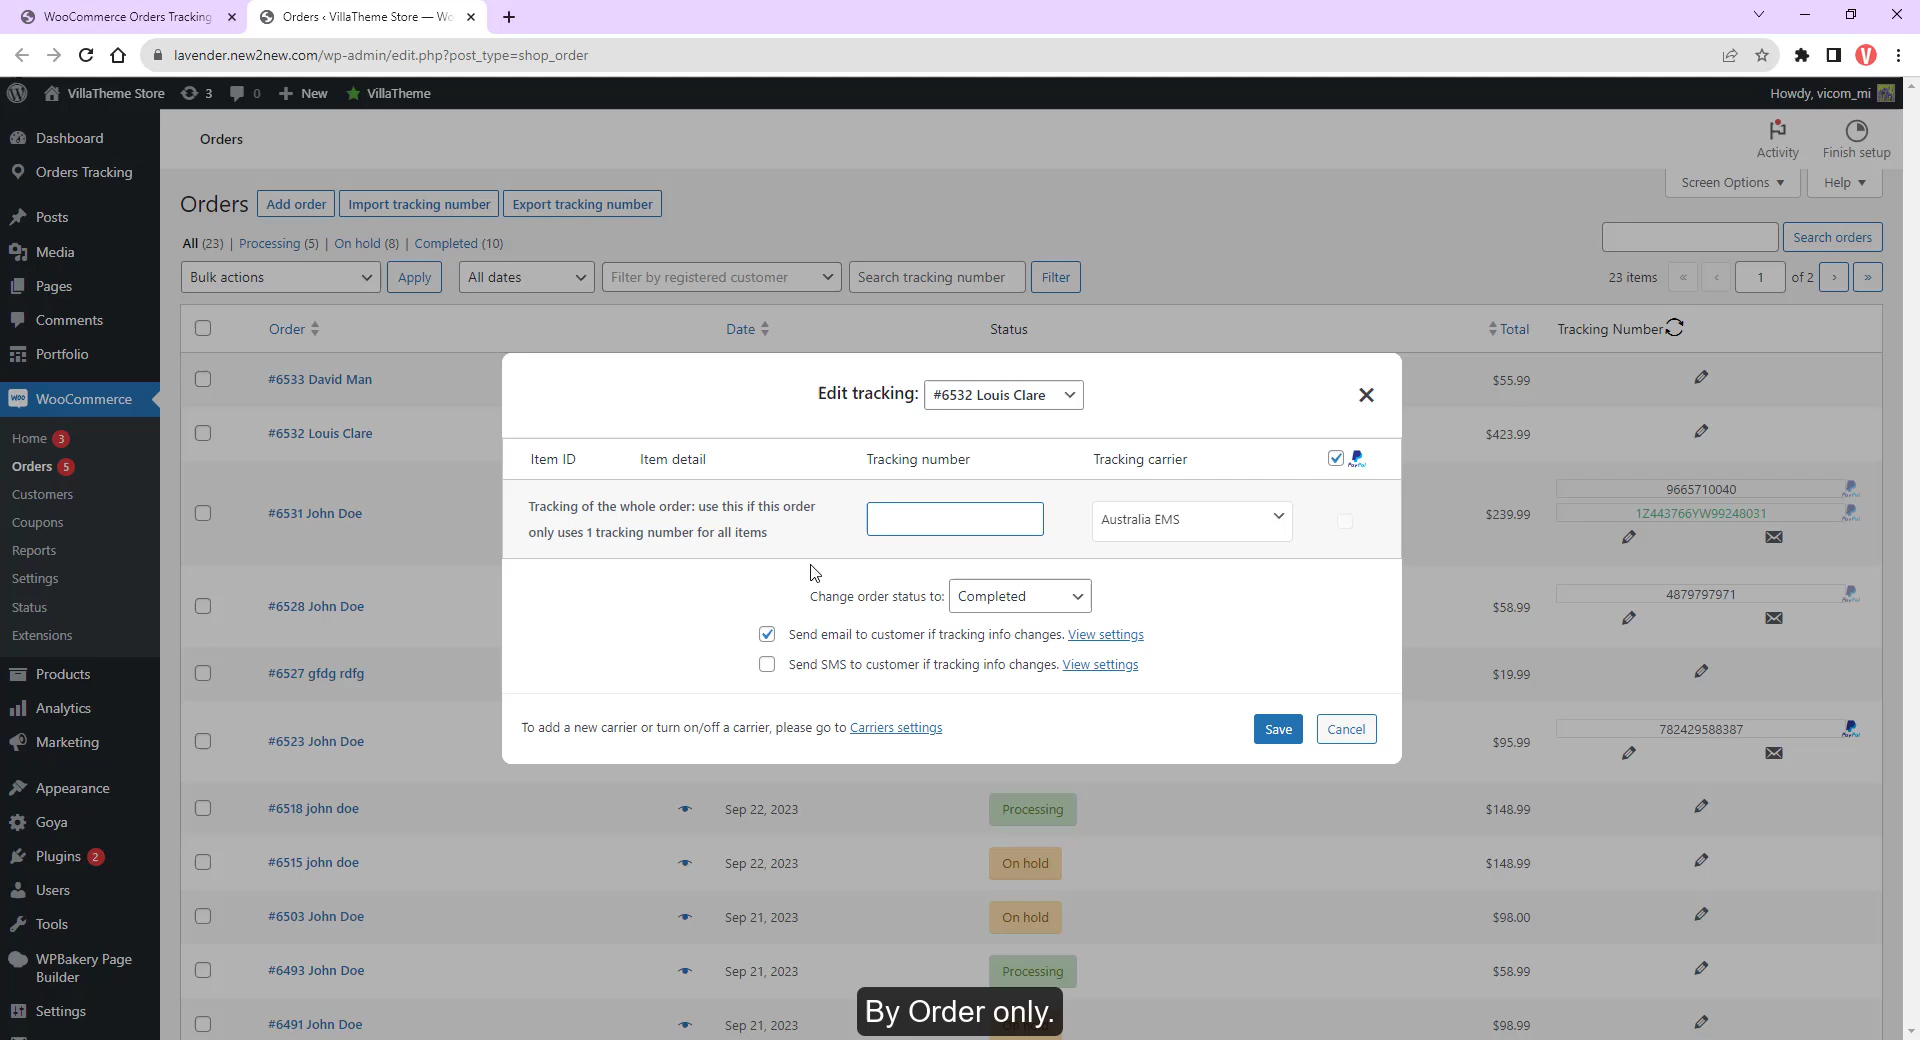 WooCommerce Orders Tracking
Orders ‹ VillaTheme Store — Wo
lavender.new2new.com/wp-admin/edit.php?post_type=shop_order
V
VillaTheme Store 3 0 New VillaTheme
Howdy, vicom_mi
Dashboard
Orders Tracking
Posts
Media
Pages
Comments
Portfolio
WooCommerce
Home 3
Orders 5
Customers
Coupons
Reports
Settings
Status
Extensions
Products
Analytics
Marketing
Appearance
Goya
Plugins 2
Users
Tools
WPBakery Page
Builder
Settings
Orders
Activity
Finish setup
Screen Options
Help
Orders Add order Import tracking number Export tracking number
All (23) | Processing (5) | On hold (8) | Completed (10)
Search orders
Bulk actions Apply All dates Filter by registered customer Search tracking number Filter
23 items « ‹ 1 of 2 › »
Order Date Status Total Tracking Number
#6533 David Man $55.99
#6532 Louis Clare $423.99
#6531 John Doe $239.99
9665710040 PayPal
1Z443766YW99248031 PayPal
#6528 John Doe $58.99
4879797971 PayPal
#6527 gfdg rdfg $19.99
#6523 John Doe $95.99
782429588387 PayPal
#6518 john doe Sep 22, 2023 Processing $148.99
#6515 john doe Sep 22, 2023 On hold $148.99
#6503 John Doe Sep 21, 2023 On hold $98.00
#6493 John Doe Sep 21, 2023 Processing $58.99
#6491 John Doe Sep 21, 2023 $98.99
Edit tracking: #6532 Louis Clare
Item ID Item detail Tracking number Tracking carrier PayPal
Tracking of the whole order: use this if this order
only uses 1 tracking number for all items
Australia EMS
Change order status to: Completed
Send email to customer if tracking info changes. View settings
Send SMS to customer if tracking info changes. View settings
To add a new carrier or turn on/off a carrier, please go to Carriers settings
Save Cancel
By Order only.